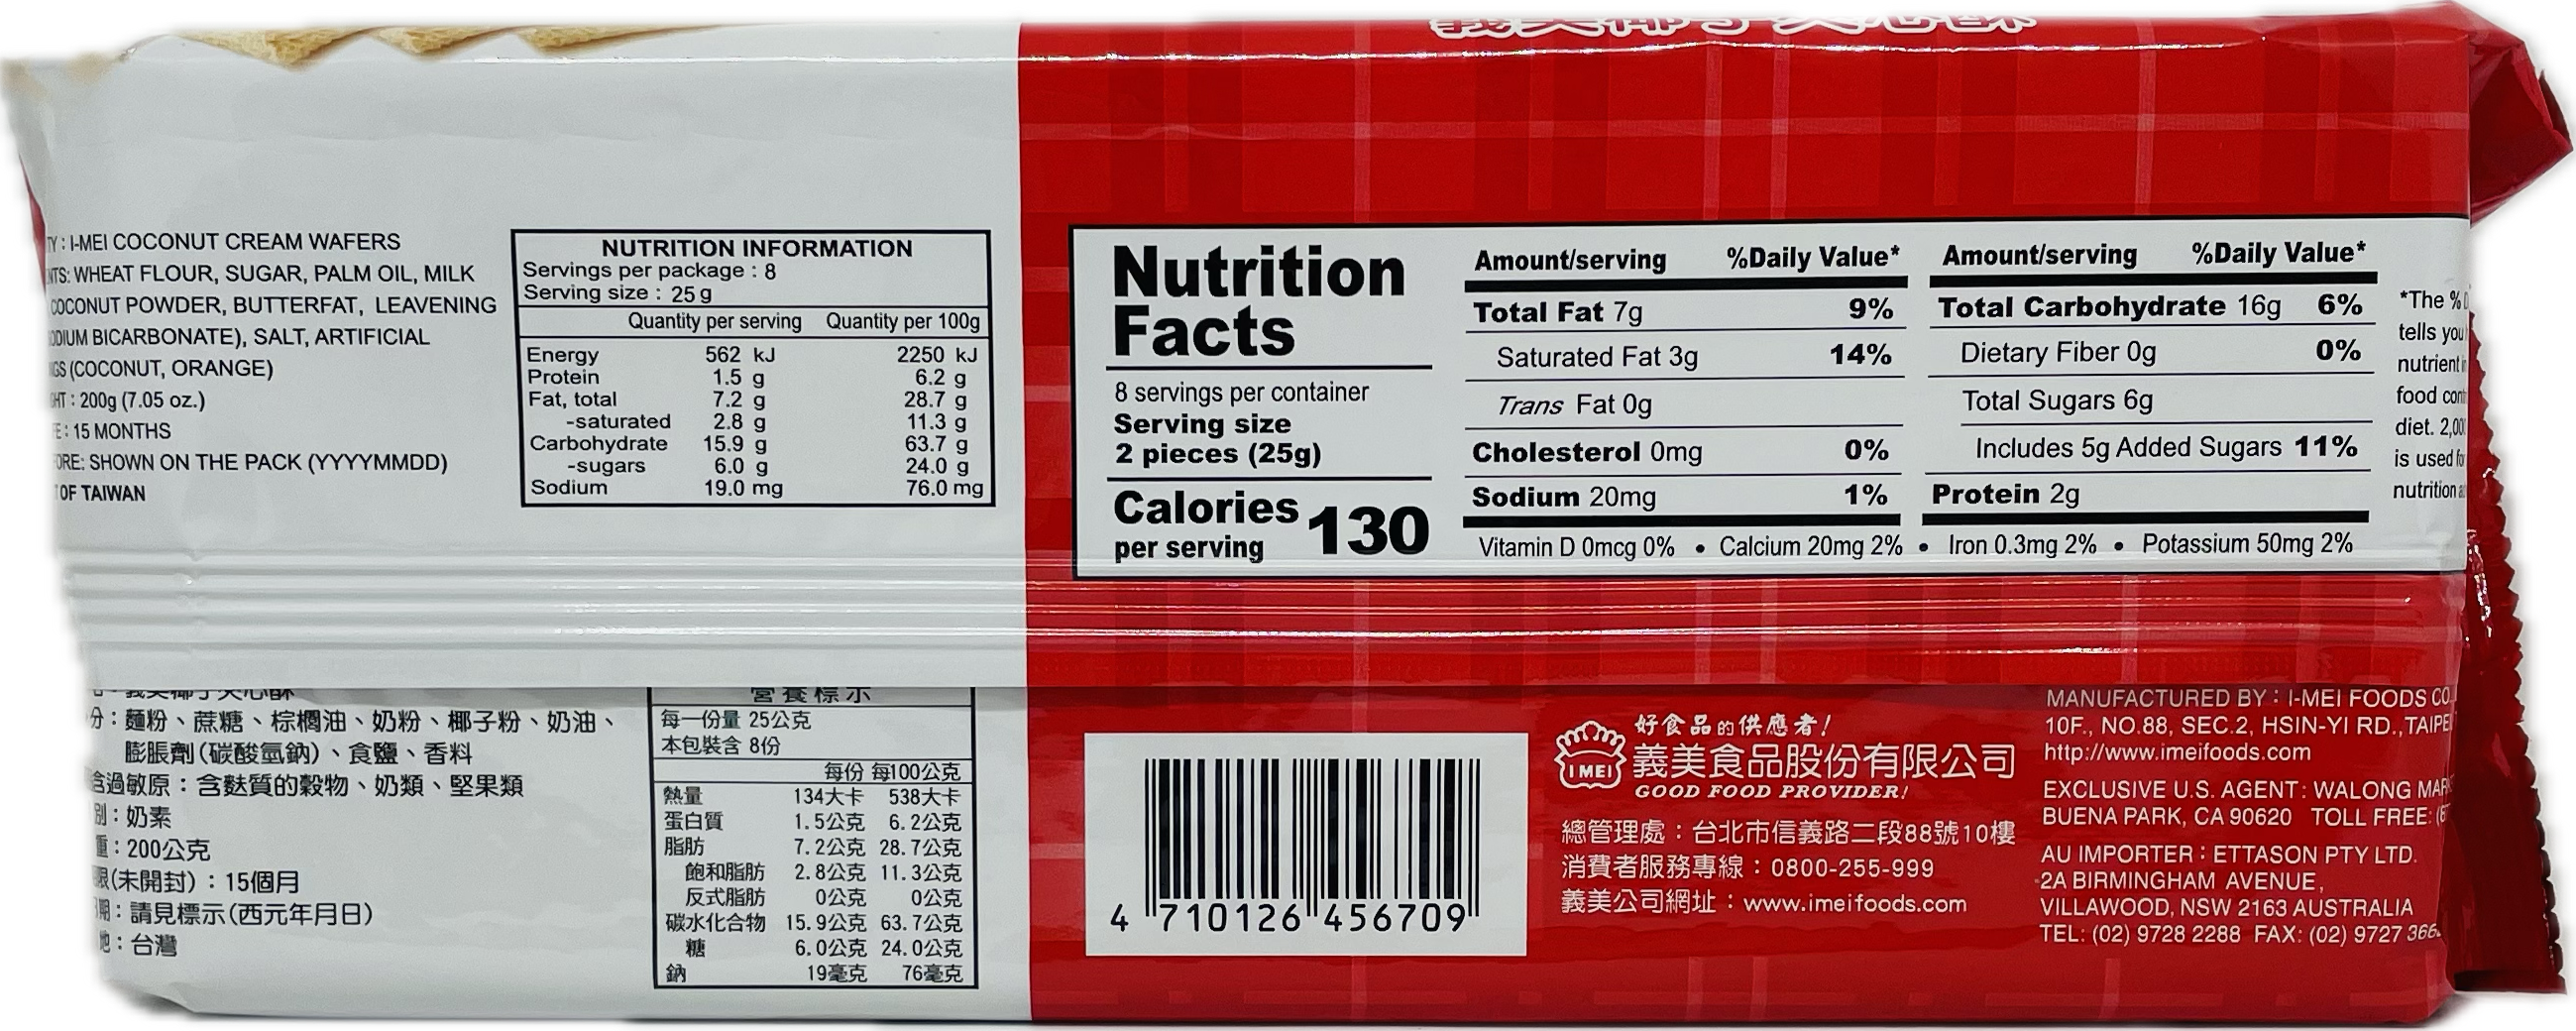 TY : I-MEI COCONUT CREAM WAFERS
WHEAT FLOUR, SUGAR, PALM OIL, MILK
COCONUT POWDER, BUTTERFAT, LEAVENING
BICARBONATE), SALT, ARTIFICIAL
(COCONUT, ORANGE)
200g (7.05 oz.)
15 MONTHS
SHOWN ON THE PACK (YYYYMMDD)
OF TAIWAN
NUTRITION INFORMATION
Servings per package : 8
Serving size : 25 g
Quantity per serving Quantity per 100g
Energy 562 kJ 2250 kJ
Protein 1.5 g 6.2 g
Fat, total 7.2 g 28.7 g
-saturated 2.8 g 11.3 g
Carbohydrate 15.9 g 63.7 g
-sugars 6.0 g 24.0 g
Sodium 19.0 mg 76.0 mg
Nutrition
Facts
8 servings per container
Serving size
2 pieces (25g)
Calories
per serving 130
Amount/serving %Daily Value*
Total Fat 7g 9%
Saturated Fat 3g 14%
Trans Fat 0g
Cholesterol 0mg 0%
Sodium 20mg 1%
Amount/serving %Daily Value*
Total Carbohydrate 16g 6%
Dietary Fiber 0g 0%
Total Sugars 6g
Includes 5g Added Sugars 11%
Protein 2g
Vitamin D 0mcg 0% • Calcium 20mg 2% • Iron 0.3mg 2% • Potassium 50mg 2%
*The %
tells you
nutrient
food
diet.
is used
nutrition
分：麵粉、蔗糖、棕櫚油、奶粉、椰子粉、奶油、
膨脹劑(碳酸氫鈉)、食鹽、香料
含過敏原：含麩質的穀物、奶類、堅果類
別：奶素
重：200公克
限(未開封)：15個月
期：請見標示(西元年月日)
地：台灣
營養標示
每一份量 25公克
本包裝含 8份
每份 每100公克
熱量 134大卡 538大卡
蛋白質 1.5公克 6.2公克
脂肪 7.2公克 28.7公克
飽和脂肪 2.8公克 11.3公克
反式脂肪 0公克 0公克
碳水化合物 15.9公克 63.7公克
糖 6.0公克 24.0公克
鈉 19毫克 76毫克
4 710126 456709
好食品的供應者！
I MEI 義美食品股份有限公司
GOOD FOOD PROVIDER!
總管理處：台北市信義路二段88號10樓
消費者服務專線：0800-255-999
義美公司網址：www.imeifoods.com
MANUFACTURED BY : I-MEI FOODS CO.
10F., NO.88, SEC.2, HSIN-YI RD.,TAIPEI
http://www.imeifoods.com
EXCLUSIVE U.S. AGENT : WALONG
BUENA PARK, CA 90620 TOLL FREE:
AU IMPORTER : ETTASON PTY LTD.
2A BIRMINGHAM AVENUE,
VILLAWOOD, NSW 2163 AUSTRALIA
TEL: (02) 9728 2288 FAX: (02) 9727